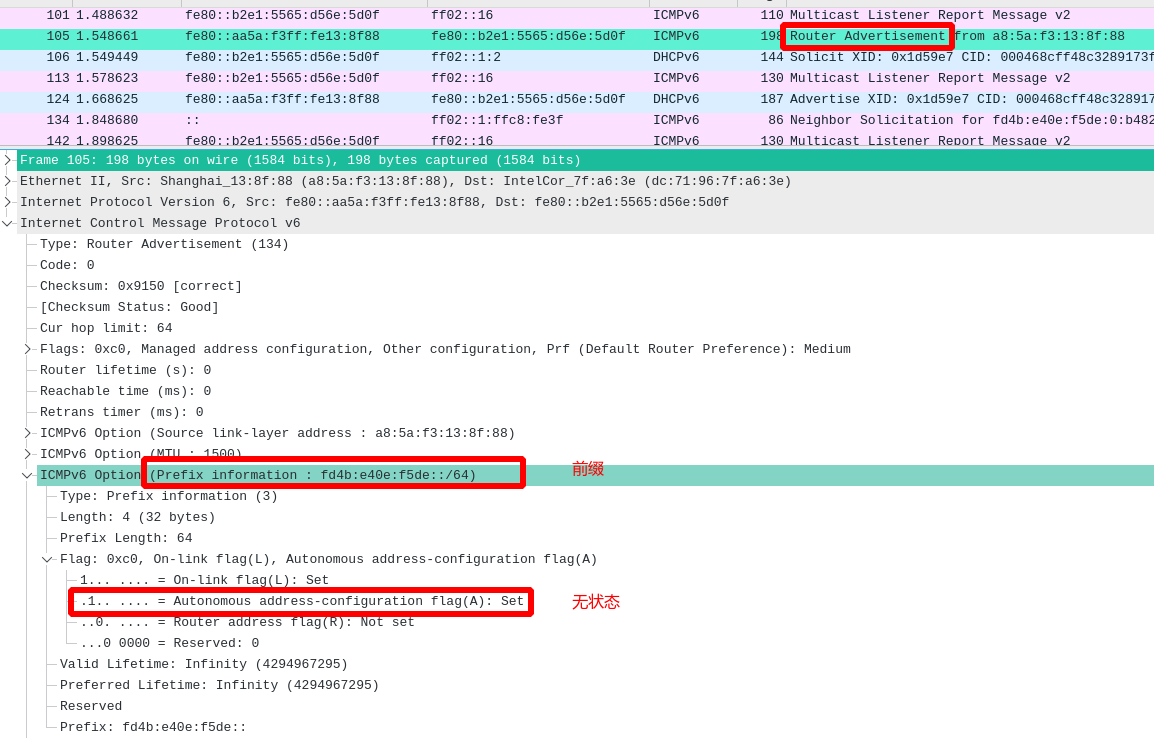 101 1.488632 fe80::b2e1:5565:d56e:5d0f ff02::16 ICMPv6 110 Multicast Listener Report Message v2
105 1.548661 fe80::aa5a:f3ff:fe13:8f88 fe80::b2e1:5565:d56e:5d0f ICMPv6 198 Router Advertisement from a8:5a:f3:13:8f:88
106 1.549449 fe80::b2e1:5565:d56e:5d0f ff02::1:2 DHCPv6 144 Solicit XID: 0x1d59e7 CID: 000468cff48c3289173f
113 1.578623 fe80::b2e1:5565:d56e:5d0f ff02::16 ICMPv6 130 Multicast Listener Report Message v2
124 1.668625 fe80::aa5a:f3ff:fe13:8f88 fe80::b2e1:5565:d56e:5d0f DHCPv6 187 Advertise XID: 0x1d59e7 CID: 000468cff48c328917
134 1.848680 :: ff02::1:ffc8:fe3f ICMPv6 86 Neighbor Solicitation for fd4b:e40e:f5de:0:b482
142 1.898625 fe80::b2e1:5565:d56e:5d0f ff02::16 ICMPv6 130 Multicast Listener Report Message v2
Frame 105: 198 bytes on wire (1584 bits), 198 bytes captured (1584 bits)
Ethernet II, Src: Shanghai_13:8f:88 (a8:5a:f3:13:8f:88), Dst: IntelCor_7f:a6:3e (dc:71:96:7f:a6:3e)
Internet Protocol Version 6, Src: fe80::aa5a:f3ff:fe13:8f88, Dst: fe80::b2e1:5565:d56e:5d0f
Internet Control Message Protocol v6
Type: Router Advertisement (134)
Code: 0
Checksum: 0x9150 [correct]
[Checksum Status: Good]
Cur hop limit: 64
Flags: 0xc0, Managed address configuration, Other configuration, Prf (Default Router Preference): Medium
Router lifetime (s): 0
Reachable time (ms): 0
Retrans timer (ms): 0
ICMPv6 Option (Source link-layer address : a8:5a:f3:13:8f:88)
ICMPv6 Option (MTU : 1500)
ICMPv6 Option (Prefix information : fd4b:e40e:f5de::/64) 前缀
Type: Prefix information (3)
Length: 4 (32 bytes)
Prefix Length: 64
Flag: 0xc0, On-link flag(L), Autonomous address-configuration flag(A)
1... .... = On-link flag(L): Set
.1.. .... = Autonomous address-configuration flag(A): Set 无状态
..0. .... = Router address flag(R): Not set
...0 0000 = Reserved: 0
Valid Lifetime: Infinity (4294967295)
Preferred Lifetime: Infinity (4294967295)
Reserved
Prefix: fd4b:e40e:f5de::